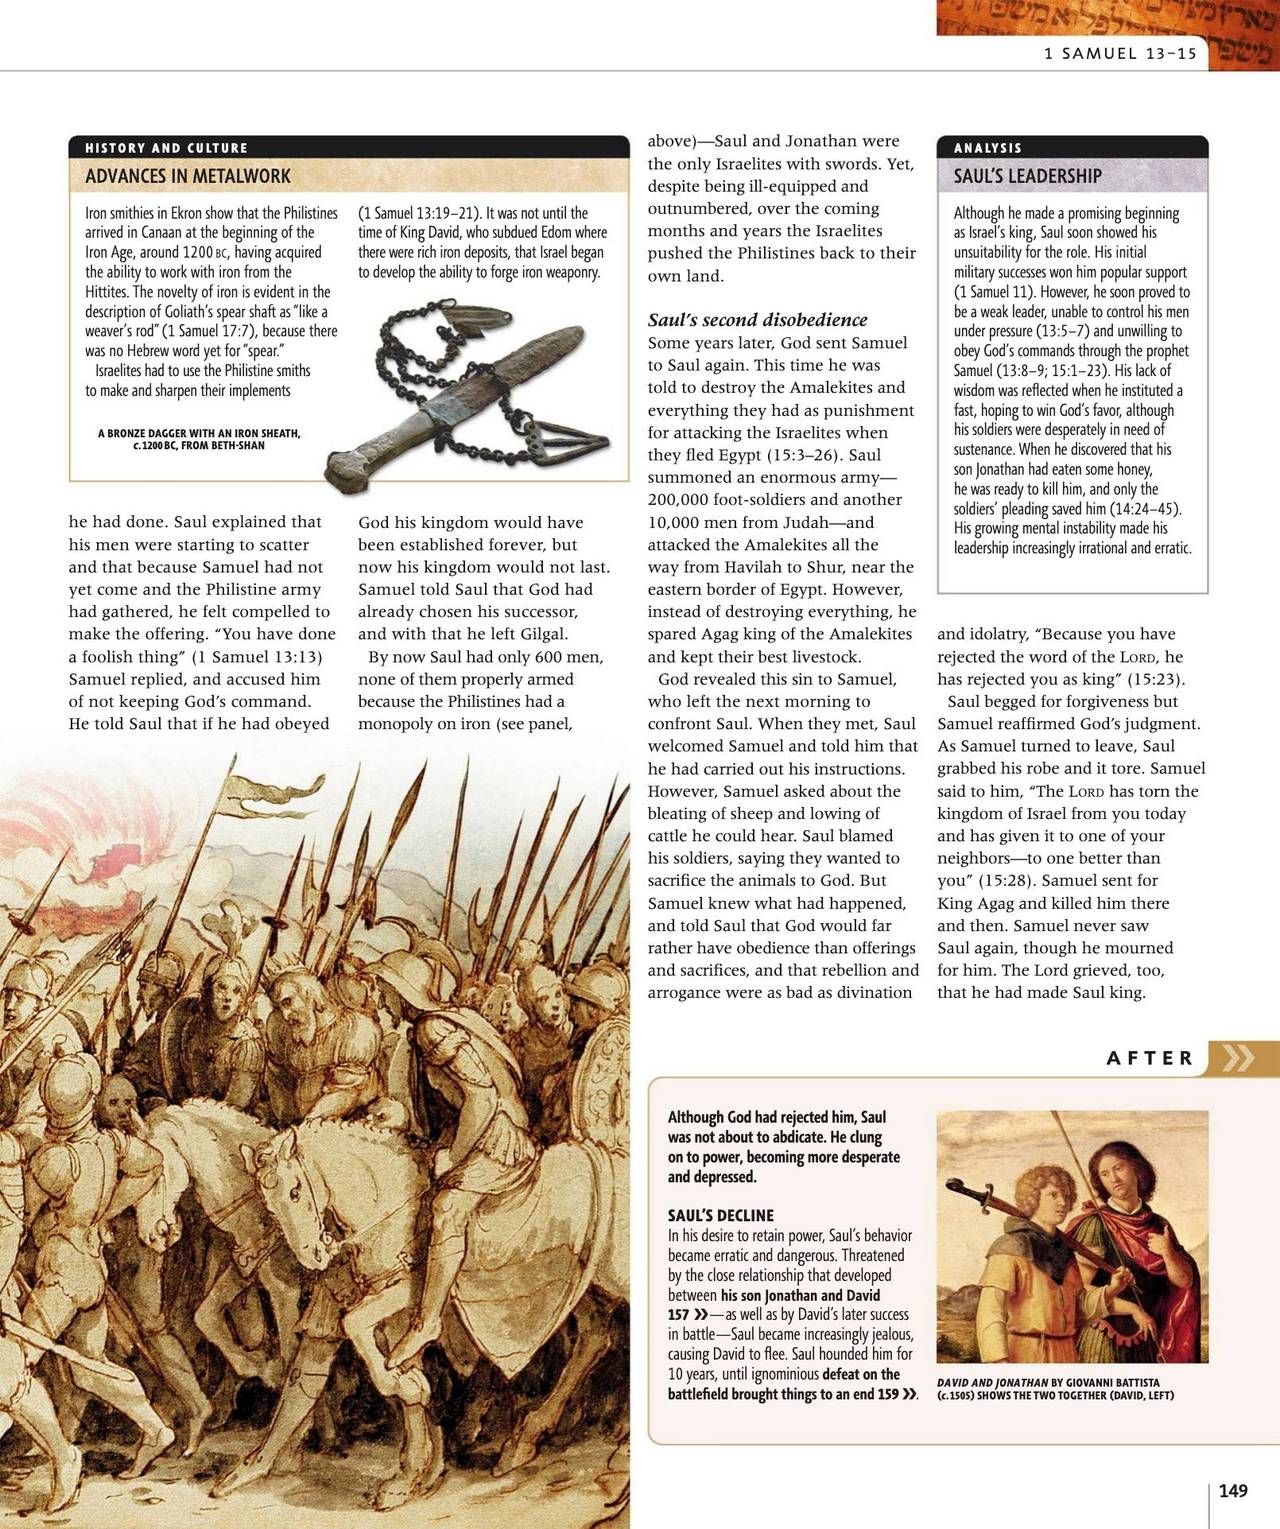 1 SAMUEL 13–15
HISTORY AND CULTURE
ADVANCES IN METALWORK
Iron smithies in Ekron show that the Philistines
arrived in Canaan at the beginning of the
Iron Age, around 1200 BC, having acquired
the ability to work with iron from the
Hittites. The novelty of iron is evident in the
description of Goliath’s spear shaft as “like a
weaver’s rod” (1 Samuel 17:7), because there
was no Hebrew word yet for “spear.”
Israelites had to use the Philistine smiths
to make and sharpen their implements
(1 Samuel 13:19–21). It was not until the
time of King David, who subdued Edom where
there were rich iron deposits, that Israel began
to develop the ability to forge iron weaponry.
A BRONZE DAGGER WITH AN IRON SHEATH,
c.1200 BC, FROM BETH-SHAN
he had done. Saul explained that
his men were starting to scatter
and that because Samuel had not
yet come and the Philistine army
had gathered, he felt compelled to
make the offering. “You have done
a foolish thing” (1 Samuel 13:13)
Samuel replied, and accused him
of not keeping God’s command.
He told Saul that if he had obeyed
God his kingdom would have
been established forever, but
now his kingdom would not last.
Samuel told Saul that God had
already chosen his successor,
and with that he left Gilgal.
By now Saul had only 600 men,
none of them properly armed
because the Philistines had a
monopoly on iron (see panel,
above)—Saul and Jonathan were
the only Israelites with swords. Yet,
despite being ill-equipped and
outnumbered, over the coming
months and years the Israelites
pushed the Philistines back to their
own land.
Saul’s second disobedience
Some years later, God sent Samuel
to Saul again. This time he was
told to destroy the Amalekites and
everything they had as punishment
for attacking the Israelites when
they fled Egypt (15:3–26). Saul
summoned an enormous army—
200,000 foot-soldiers and another
10,000 men from Judah—and
attacked the Amalekites all the
way from Havilah to Shur, near the
eastern border of Egypt. However,
instead of destroying everything, he
spared Agag king of the Amalekites
and kept their best livestock.
God revealed this sin to Samuel,
who left the next morning to
confront Saul. When they met, Saul
welcomed Samuel and told him that
he had carried out his instructions.
However, Samuel asked about the
bleating of sheep and lowing of
cattle he could hear. Saul blamed
his soldiers, saying they wanted to
sacrifice the animals to God. But
Samuel knew what had happened,
and told Saul that God would far
rather have obedience than offerings
and sacrifices, and that rebellion and
arrogance were as bad as divination
ANALYSIS
SAUL’S LEADERSHIP
Although he made a promising beginning
as Israel’s king, Saul soon showed his
unsuitability for the role. His initial
military successes won him popular support
(1 Samuel 11). However, he soon proved to
be a weak leader, unable to control his men
under pressure (13:5–7) and unwilling to
obey God’s commands through the prophet
Samuel (13:8–9; 15:1–23). His lack of
wisdom was reflected when he instituted a
fast, hoping to win God’s favor, although
his soldiers were desperately in need of
sustenance. When he discovered that his
son Jonathan had eaten some honey,
he was ready to kill him, and only the
soldiers’ pleading saved him (14:24–45).
His growing mental instability made his
leadership increasingly irrational and erratic.
and idolatry, “Because you have
rejected the word of the LORD, he
has rejected you as king” (15:23).
Saul begged for forgiveness but
Samuel reaffirmed God’s judgment.
As Samuel turned to leave, Saul
grabbed his robe and it tore. Samuel
said to him, “The LORD has torn the
kingdom of Israel from you today
and has given it to one of your
neighbors—to one better than
you” (15:28). Samuel sent for
King Agag and killed him there
and then. Samuel never saw
Saul again, though he mourned
for him. The Lord grieved, too,
that he had made Saul king.
AFTER
Although God had rejected him, Saul
was not about to abdicate. He clung
on to power, becoming more desperate
and depressed.
SAUL’S DECLINE
In his desire to retain power, Saul’s behavior
became erratic and dangerous. Threatened
by the close relationship that developed
between his son Jonathan and David
157 »—as well as by David’s later success
in battle—Saul became increasingly jealous,
causing David to flee. Saul hounded him for
10 years, until ignominious defeat on the
battlefield brought things to an end 159 ».
DAVID AND JONATHAN BY GIOVANNI BATTISTA
(c.1505) SHOWS THE TWO TOGETHER (DAVID, LEFT)
149